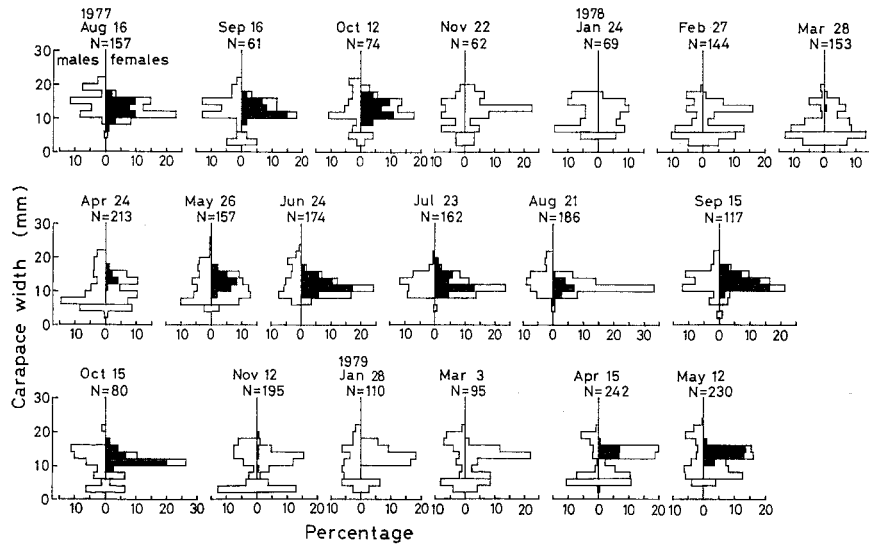 1977
Aug 16
N=157
Sep 16
N=61
Oct 12
N=74
Nov 22
N=62
1978
Jan 24
N=69
Feb 27
N=144
Mar 28
N=153
males females
30
20
10
0
10 0 10 20
10 0 10
10 0 10
10 0 10 20
10 0 10
10 0 10
10 0 10
Apr 24
N=213
May 26
N=157
Jun 24
N=174
Jul 23
N=162
Aug 21
N=186
Sep 15
N=117
30
20
10
0
10 0 10
10 0 10
10 0 10 20
10 0 10 20
10 0 10 20 30
10 0 10 20
Oct 15
N=80
Nov 12
N=195
1979
Jan 28
N=110
Mar 3
N=95
Apr 15
N=242
May 12
N=230
30
20
10
0
10 0 10 20 30
10 0 10
0 10 20
10 0 10 20
10 0 10 20
10 0 10 20
Carapace width (mm)
Percentage